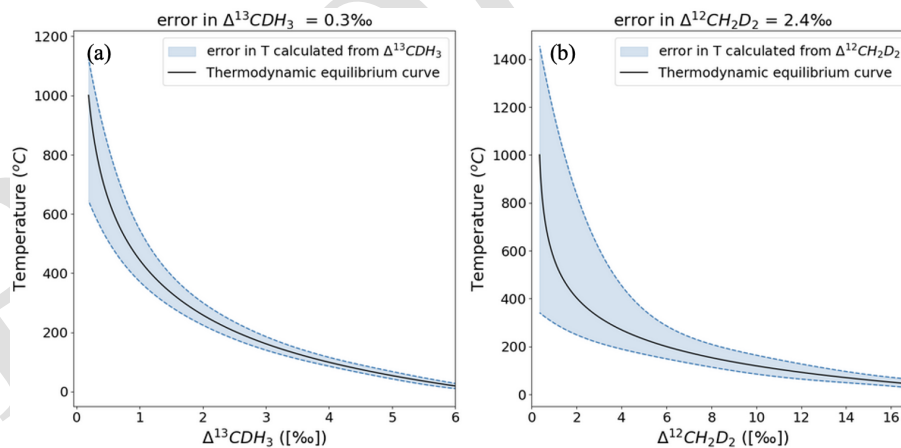 error in Δ¹³CDH₃ = 0.3‰
(a)
error in T calculated from Δ¹³CDH₃
Thermodynamic equilibrium curve
Temperature (°C)
1200
1000
800
600
400
200
0
0 1 2 3 4 5 6
Δ¹³CDH₃ ([‰])
error in Δ¹²CH₂D₂ = 2.4‰
(b)
error in T calculated from Δ¹²CH₂D₂
Thermodynamic equilibrium curve
Temperature (°C)
1400
1200
1000
800
600
400
200
0
0 2 4 6 8 10 12 14 16
Δ¹²CH₂D₂ ([‰])